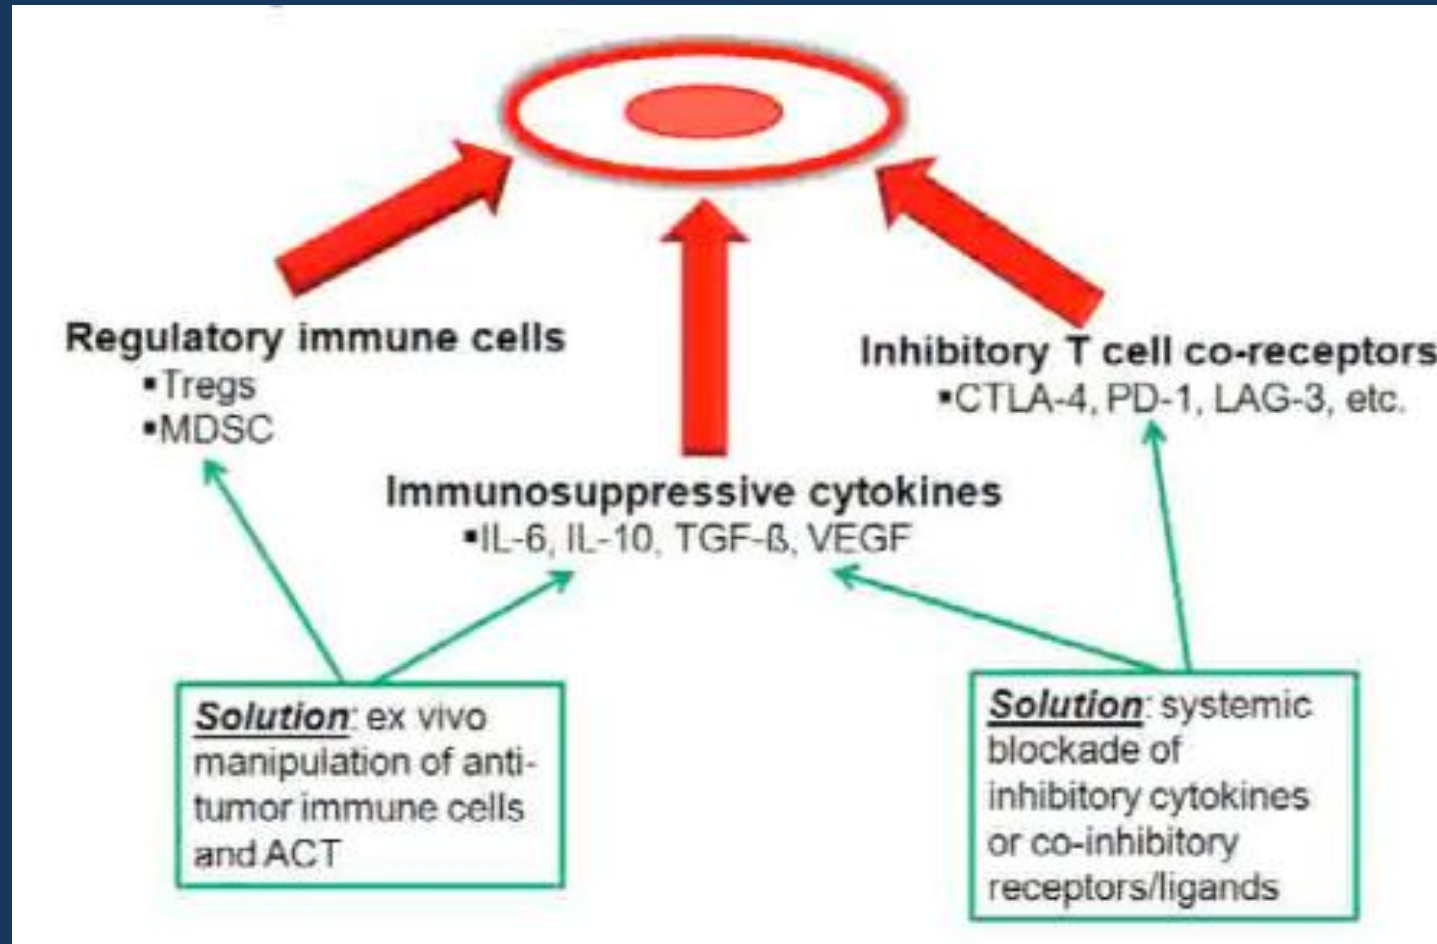 Regulatory immune cells
▪Tregs
▪MDSC
Inhibitory T cell co-receptors
▪CTLA-4, PD-1, LAG-3, etc.
Immunosuppressive cytokines
▪IL-6, IL-10, TGF-ß, VEGF
Solution: ex vivo
manipulation of anti-
tumor immune cells
and ACT
Solution: systemic
blockade of
inhibitory cytokines
or co-inhibitory
receptors/ligands